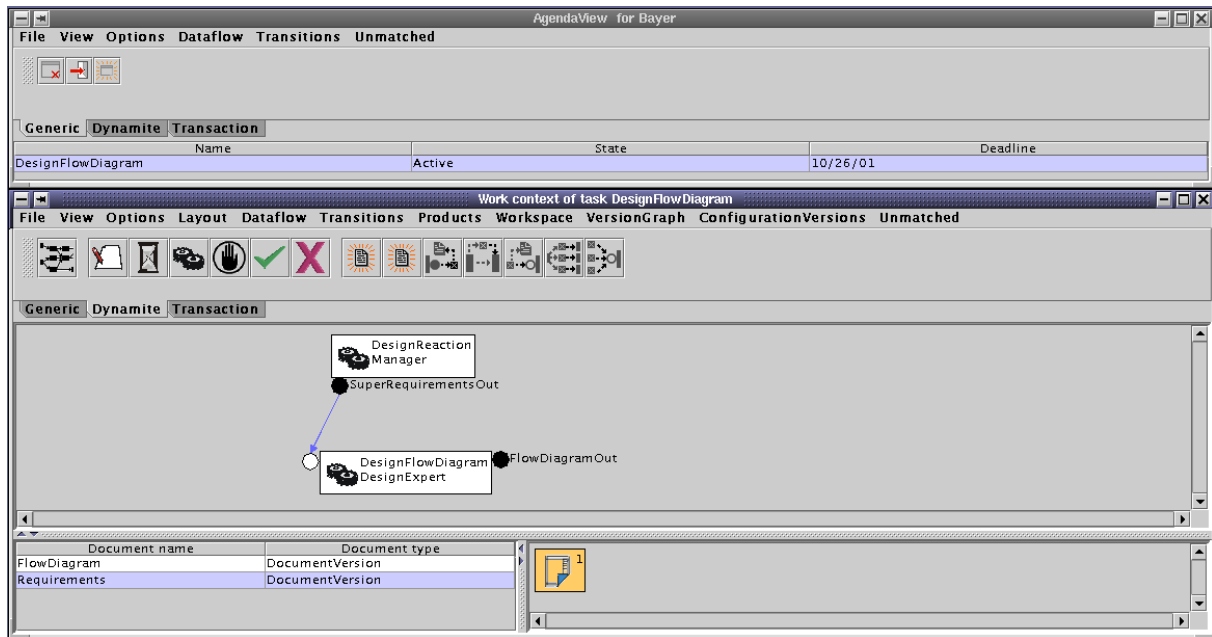 AgendaView for Bayer
File View Options Dataflow Transitions Unmatched
Generic Dynamite Transaction
Name State Deadline
DesignFlowDiagram Active 10/26/01
Work context of task DesignFlowDiagram
File View Options Layout Dataflow Transitions Products Workspace VersionGraph ConfigurationVersions Unmatched
Generic Dynamite Transaction
DesignReaction
Manager
SuperRequirementsOut
DesignFlowDiagram FlowDiagramOut
DesignExpert
Document name Document type
FlowDiagram DocumentVersion
Requirements DocumentVersion
1